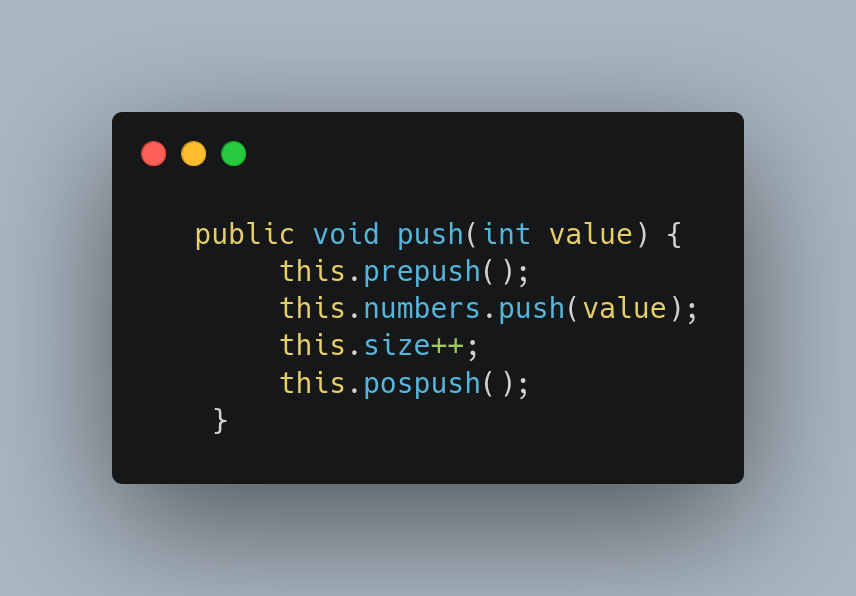 public void push(int value) {
this.prepush();
this.numbers.push(value);
this.size++;
this.pospush();
}